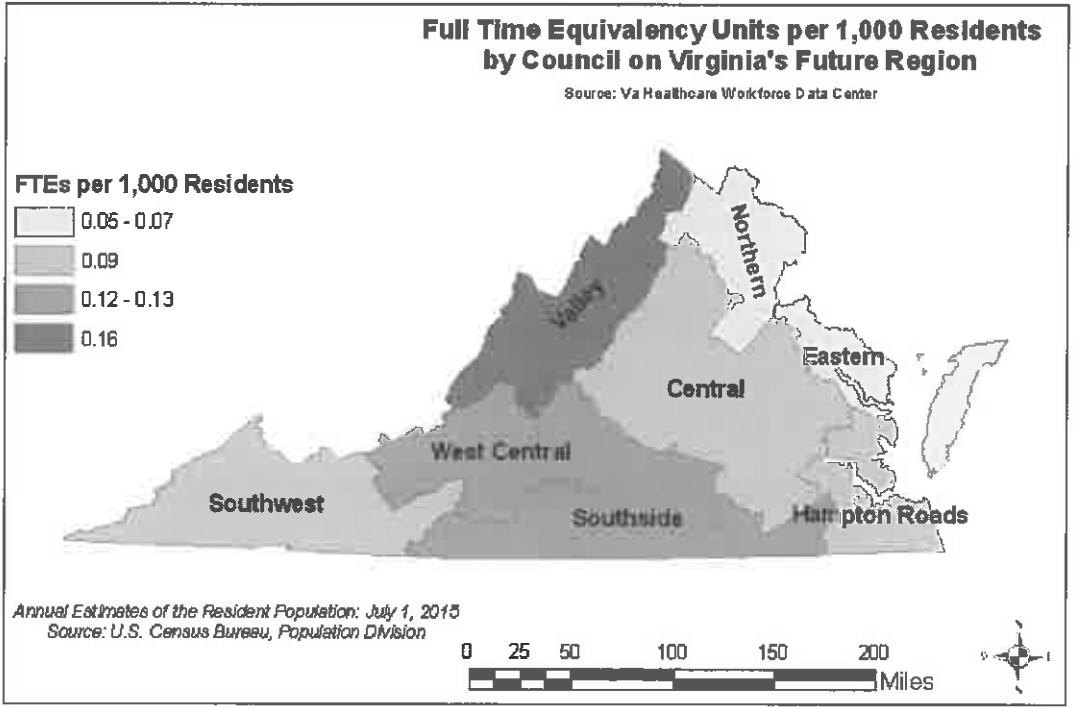 Full Time Equivalency Units per 1,000 Residents
by Council on Virginia's Future Region
Source: Va Healthcare Workforce Data Center
FTEs per 1,000 Residents
0.05 - 0.07
0.09
0.12 - 0.13
0.16
Northern
Valley
Eastern
Central
West Central
Southwest
Southside
Hampton Roads
Annual Estimates of the Resident Population: July 1, 2015
Source: U.S. Census Bureau, Population Division
0 25 50 100 150 200
Miles